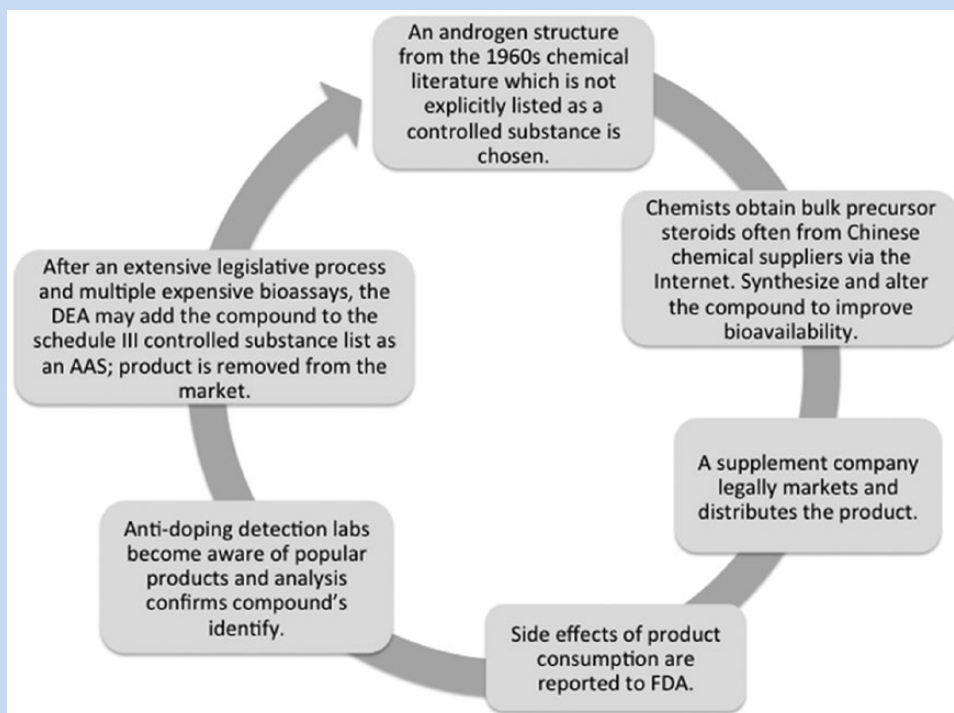 An androgen structure
from the 1960s chemical
literature which is not
explicitly listed as a
controlled substance is
chosen.
Chemists obtain bulk precursor
steroids often from Chinese
chemical suppliers via the
Internet. Synthesize and alter
the compound to improve
bioavailability.
A supplement company
legally markets and
distributes the product.
Side effects of product
consumption are
reported to FDA.
Anti-doping detection labs
become aware of popular
products and analysis
confirms compound's
identify.
After an extensive legislative process
and multiple expensive bioassays, the
DEA may add the compound to the
schedule III controlled substance list as
an AAS; product is removed from the
market.